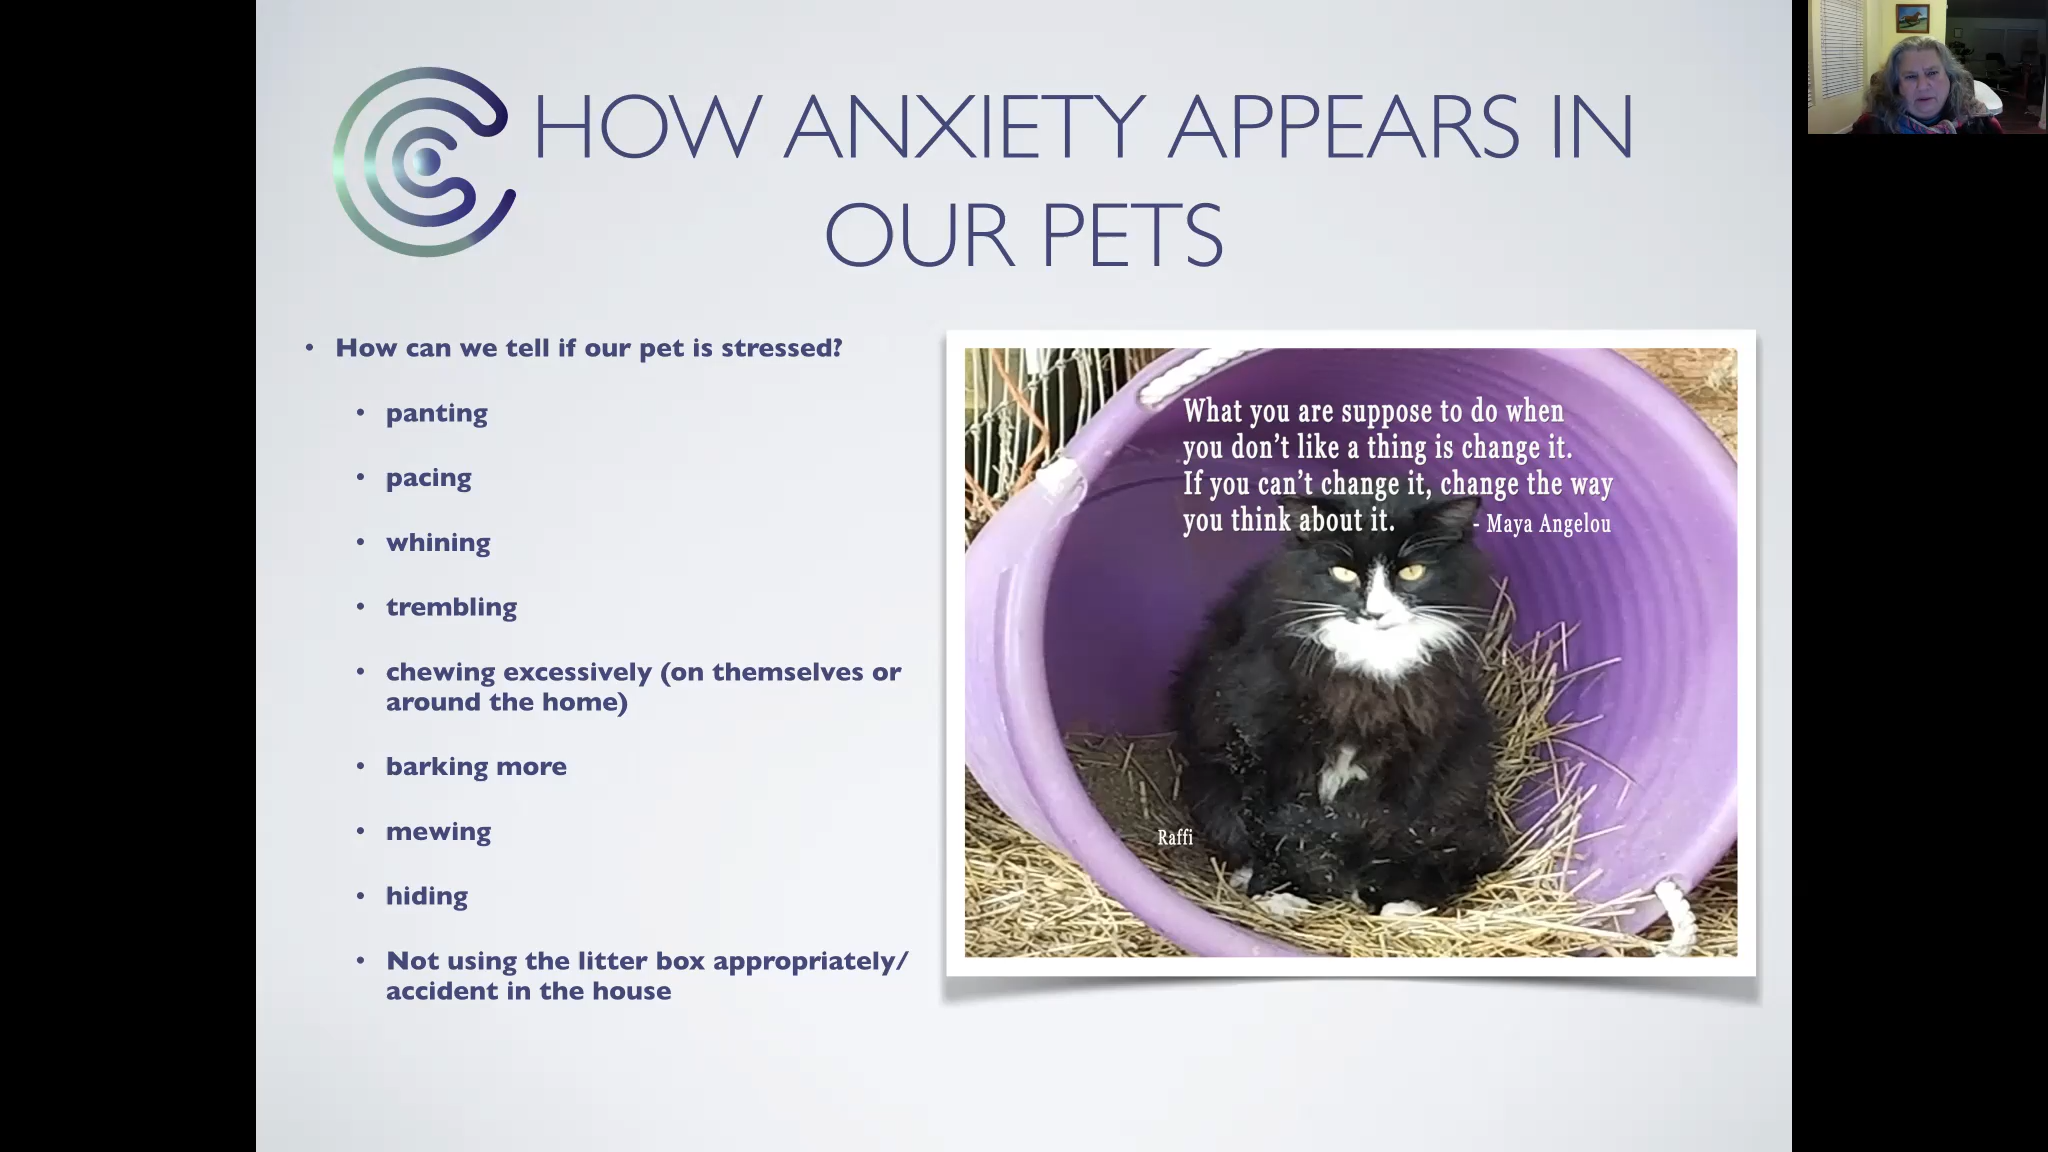 HOW ANXIETY APPEARS IN
OUR PETS
• How can we tell if our pet is stressed?
• panting
• pacing
• whining
• trembling
• chewing excessively (on themselves or
around the home)
• barking more
• mewing
• hiding
• Not using the litter box appropriately/
accident in the house
What you are suppose to do when
you don't like a thing is change it.
If you can't change it, change the way
you think about it.
- Maya Angelou
Raffi